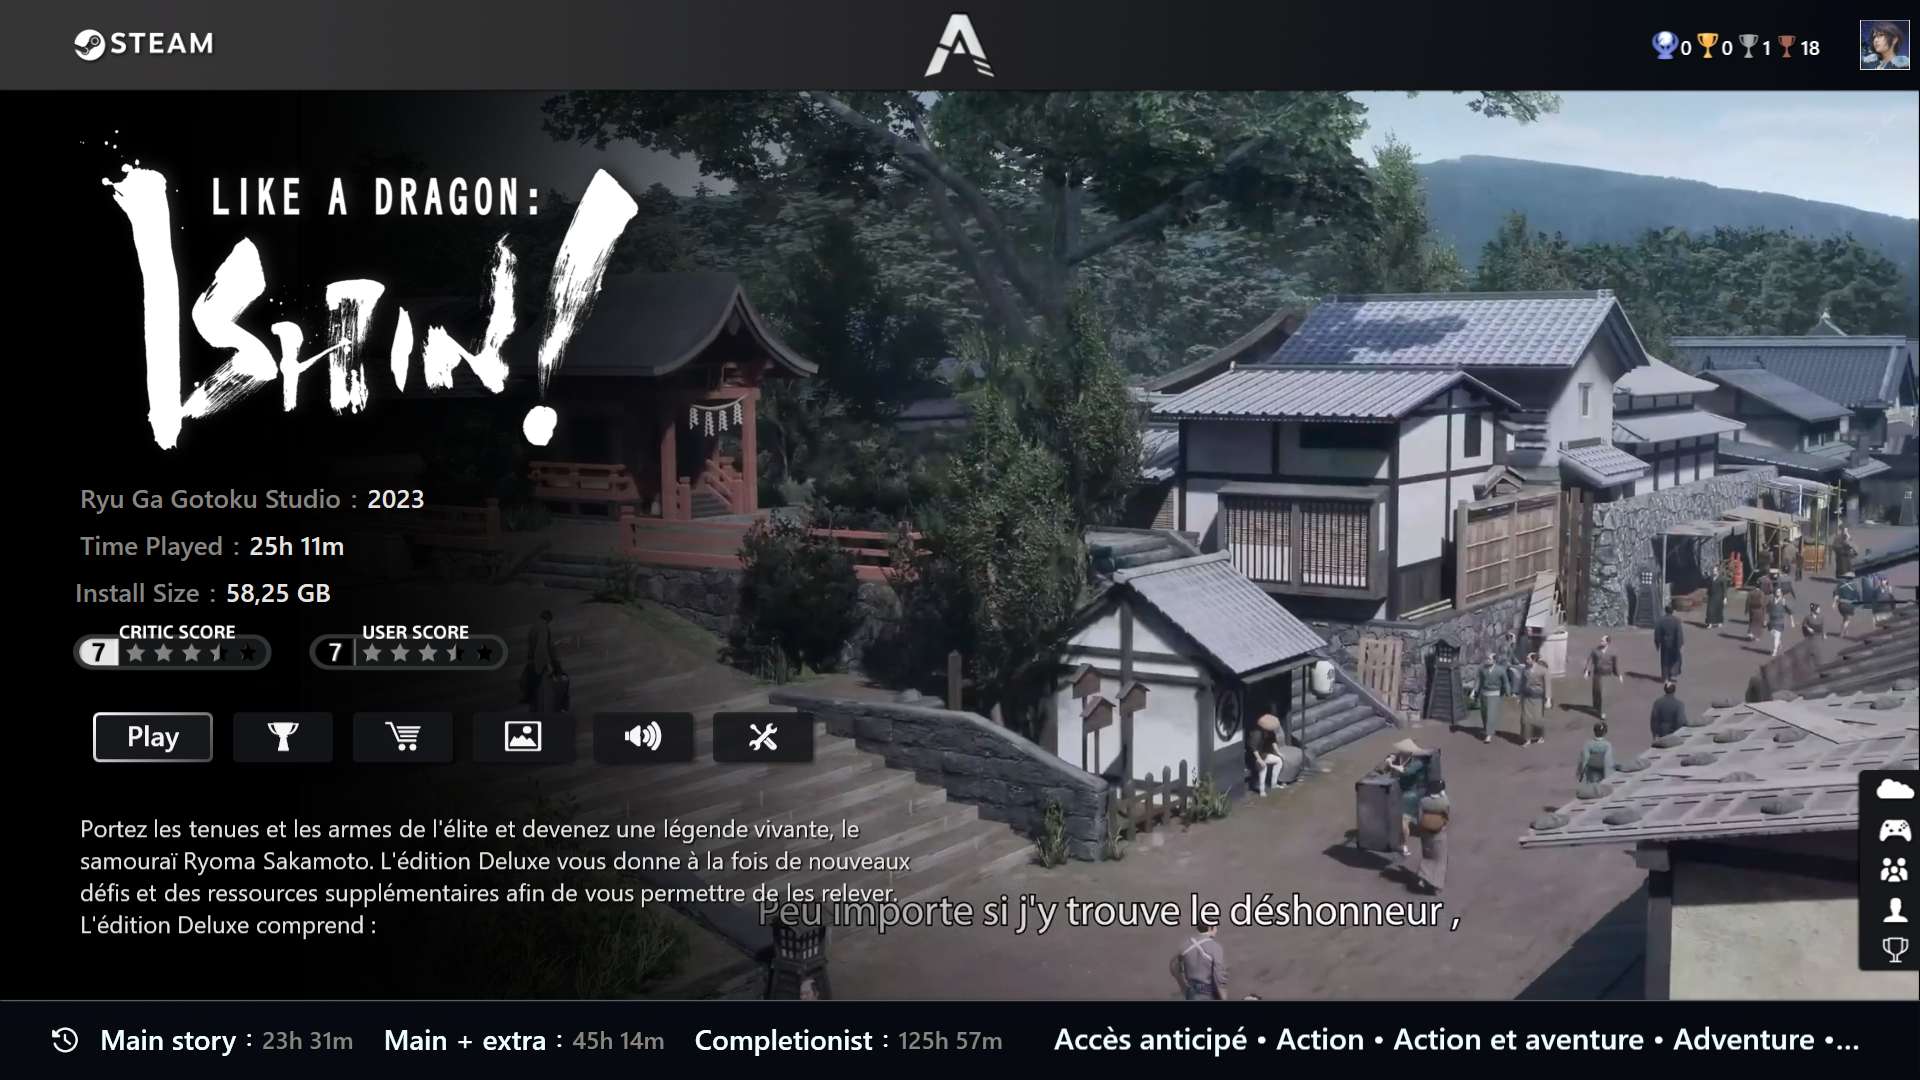 STEAM
0 0 1 18
LIKE A DRAGON:
ISHIN!
Ryu Ga Gotoku Studio : 2023
Time Played : 25h 11m
Install Size : 58,25 GB
CRITIC SCORE
7
USER SCORE
7
Play
Portez les tenues et les armes de l'élite et devenez une légende vivante, le
samouraï Ryoma Sakamoto. L'édition Deluxe vous donne à la fois de nouveaux
défis et des ressources supplémentaires afin de vous permettre de les relever.
L'édition Deluxe comprend :
Peu importe si j'y trouve le déshonneur ,
Main story : 23h 31m Main + extra : 45h 14m Completionist : 125h 57m Accès anticipé • Action • Action et aventure • Adventure •...